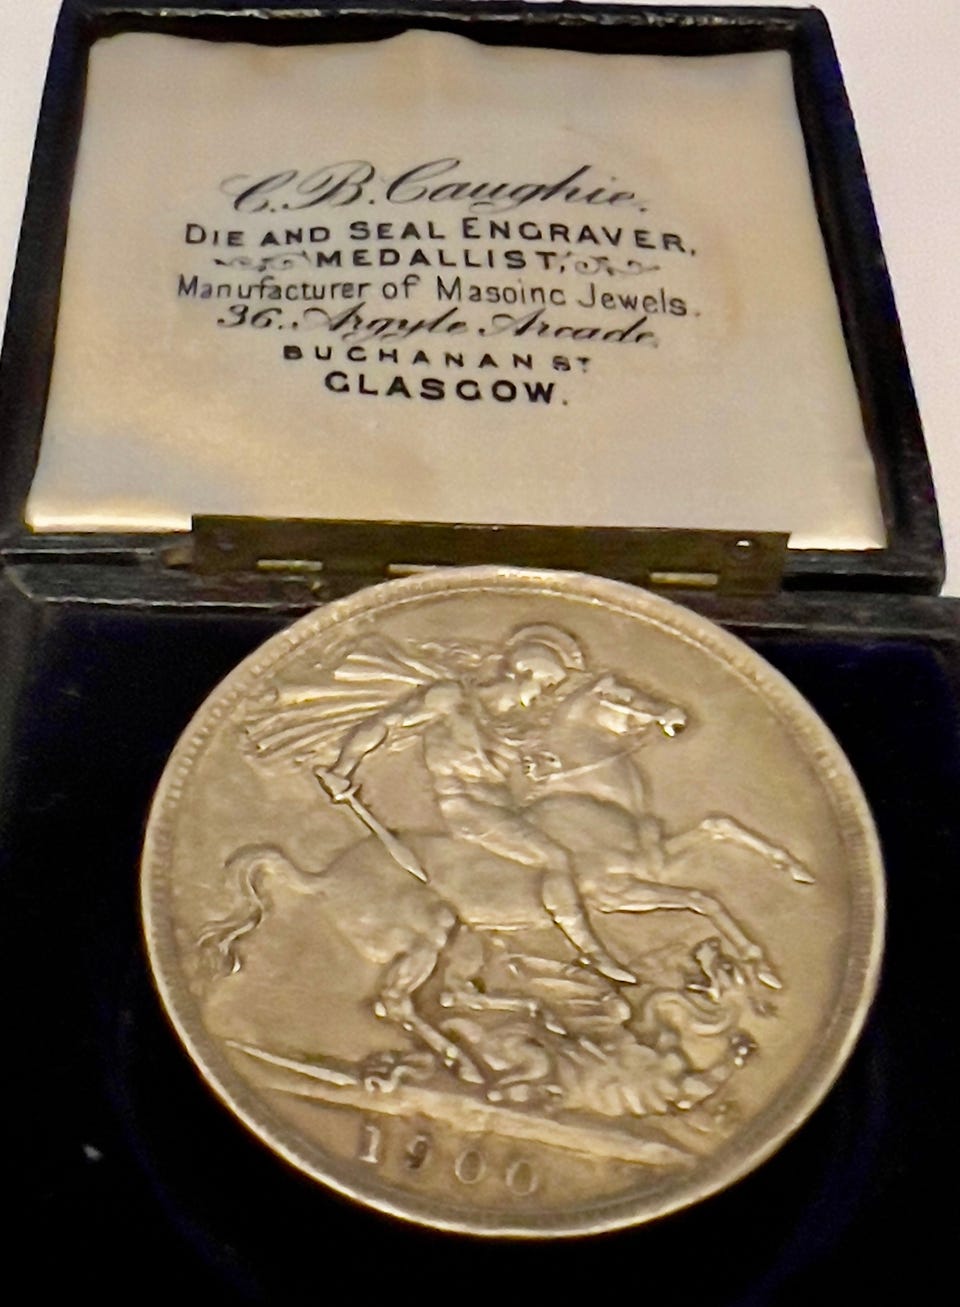 C. B. Caughie.
DIE AND SEAL ENGRAVER,
MEDALLIST,
Manufacturer of Masoinc Jewels.
36. Argyle Arcade,
BUCHANAN ST
GLASGOW.
1900